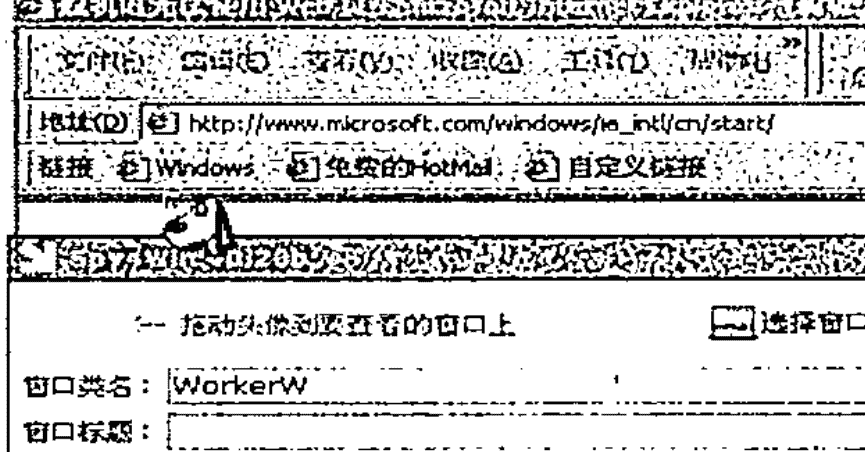 文件(F) 编辑(E) 查看(V) 收藏(A) 工具(T) 帮助(H »
地址(D) http://www.microsoft.com/windows/ie_intl/cn/start/
链接 Windows 免费的HotMail 自定义链接
拖动头像到要查看的窗口上 选择窗口
窗口类名： WorkerW
窗口标题：